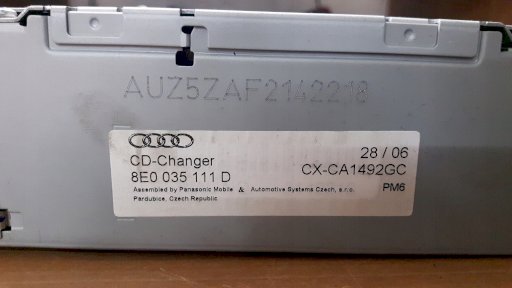 AUZ5ZAF2142218
CD-Changer
28 / 06
8E0 035 111 D
CX-CA1492GC
Assembled by Panasonic Mobile & Automotive Systems Czech, s.r.o.
PM6
Pardubice, Czech Republic